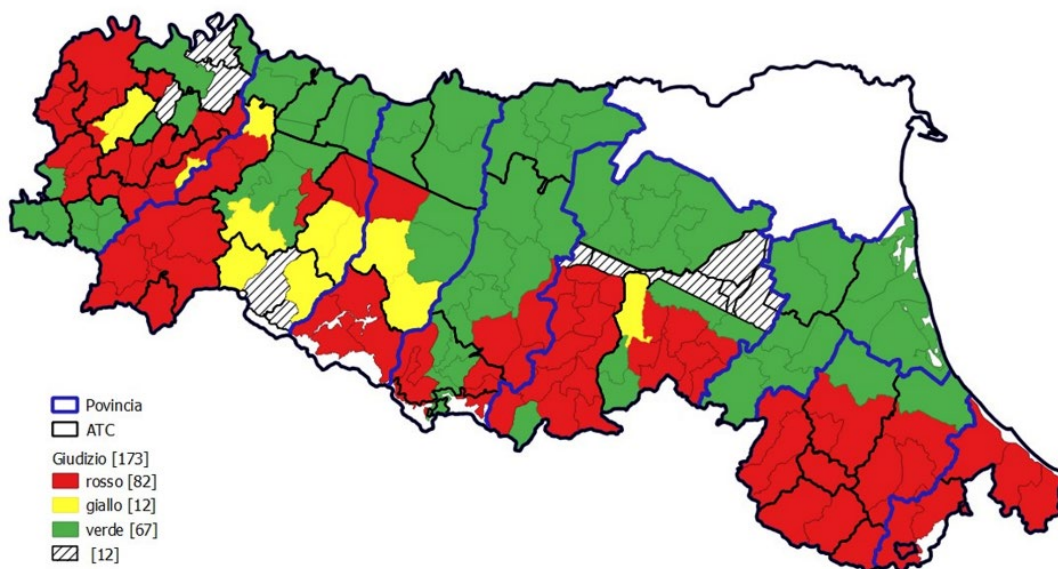 Povincia
ATC
Giudizio [173]
rosso [82]
giallo [12]
verde [67]
[12]